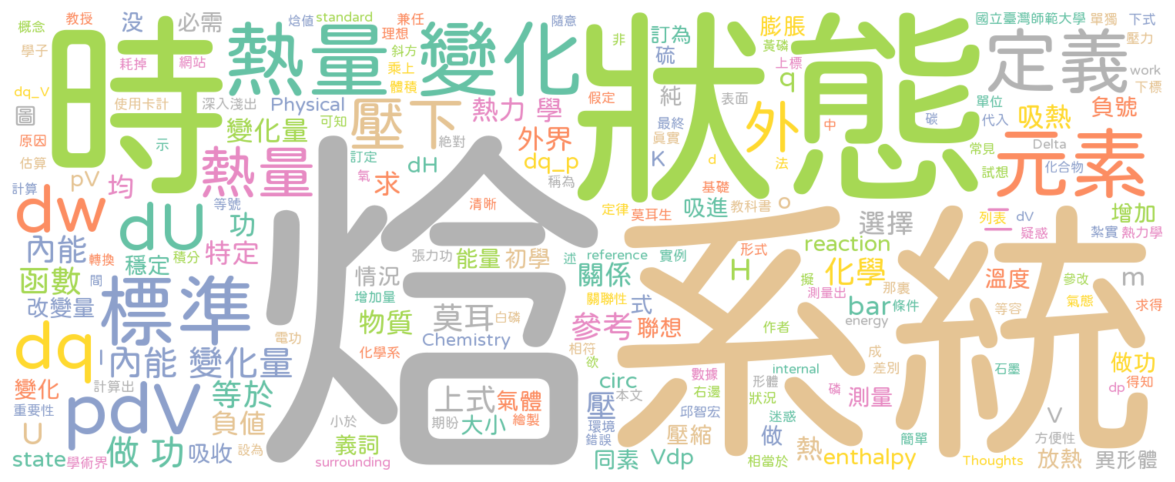 概念
教授
没
必需
standard
兼任
理想
訂為
膨脹
國立臺灣師範大學
單獨
下式
學子
時
熱量
變化
狀態
定義
非
黃磷
上標
壓力
耗掉
網站
斜方
乘上
體積
硫
q
表面
work
下標
dq_V
使用卡計
深入淺出
Physical
可知
壓
下
熱力
學
假定
純
外
最終
真實
中
單位
代入
碳
吸熱
負號
圖
原因
示
變化量
訂定
絕對
外界
dq_p
K
d
法
常見
Delta
試想
化合物
元素
估算
pV
均
熱量
氧
dH
求
稱為
基礎
計算
等號
清晰
定律
莫耳生
o
教科書
吸進
列表
dV
增加
dw
dU
功
焓
系統
選擇
疑惑
紮實
熱力學
內能
轉換
穩定
積分
特定
張力功
能量
初學
述
reference
實例
形式
reaction
函數
間
情況
關係
H
擬
那裏
化學
溫度
m
參改
改變量
標準
增加量
物質
莫耳
白磷
關聯性
式
測量出
bar
條件
等容
氣態
求得
dq
電功
Chemistry
參考
聯想
作者
energy
l
內能
變化量
化學系
相符
欲
成
差別
石墨
變化
pdV
計算出
等於
上式
氣體
circ
本文
數據
internal
形體
磷
dp
得知
做功
重要性
負值
小於
期盼
大小
繪製
壓
右邊
邱智宏
狀況
測量
V
U
設為
義詞
環境
錯誤
壓縮
做
迷惑
簡單
方便性
state
學術界
做
功
吸收
surrounding
同素
Vdp
相當於
熱
enthalpy
Thoughts
放熱
異形體
焓值
隨意